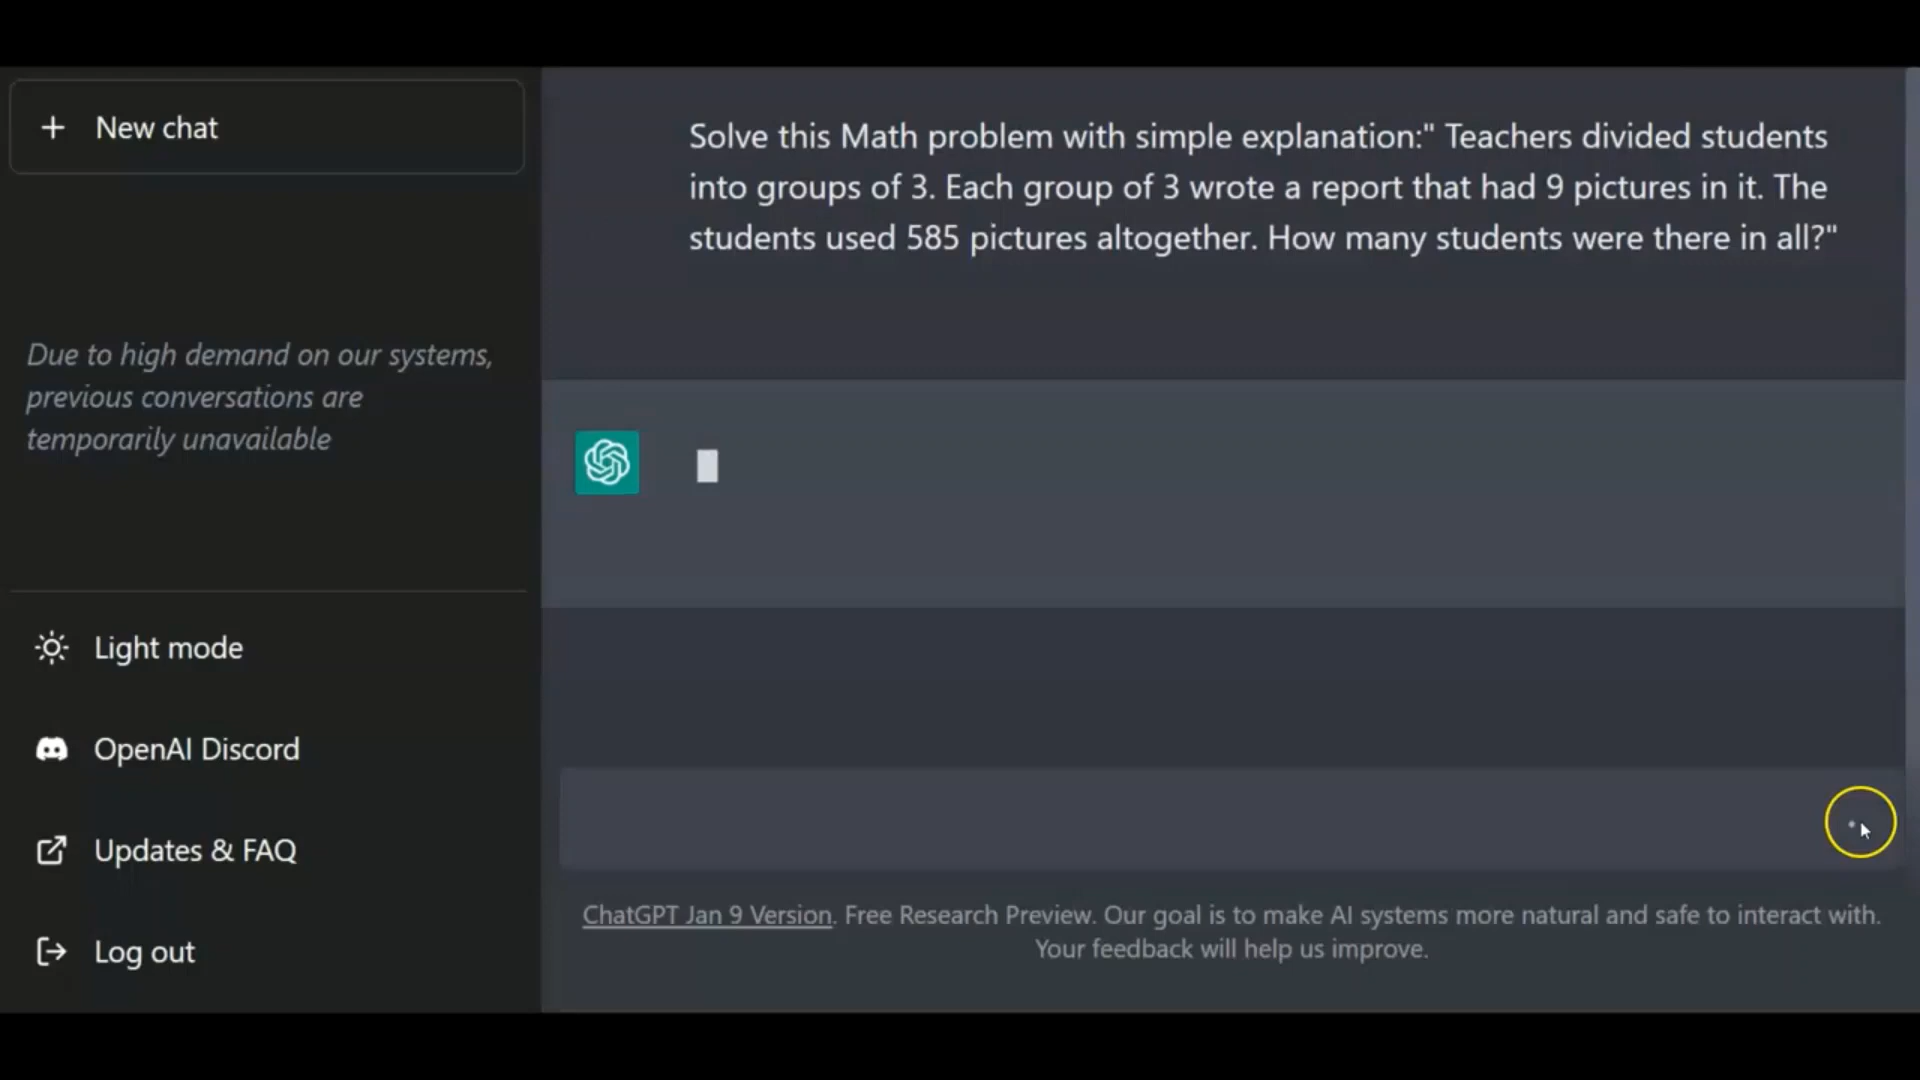 New chat
Due to high demand on our systems,
previous conversations are
temporarily unavailable
Light mode
OpenAI Discord
Updates & FAQ
Log out
Solve this Math problem with simple explanation:" Teachers divided students
into groups of 3. Each group of 3 wrote a report that had 9 pictures in it. The
students used 585 pictures altogether. How many students were there in all?"
ChatGPT Jan 9 Version. Free Research Preview. Our goal is to make AI systems more natural and safe to interact with.
Your feedback will help us improve.